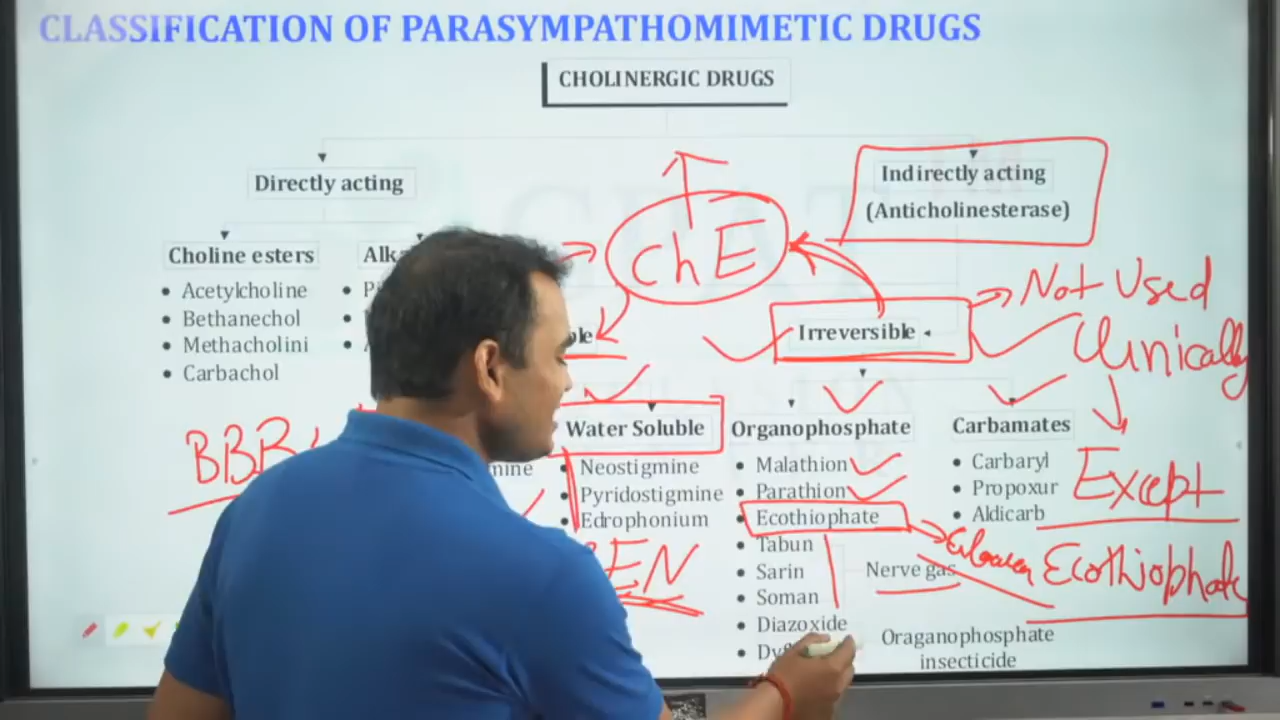 CLASSIFICATION OF PARASYMPATHOMIMETIC DRUGS
CHOLINERGIC DRUGS
Directly acting
Indirectly acting
(Anticholinesterase)
ChE
Choline esters
• Acetylcholine
• Bethanechol
• Methacholini
• Carbachol
Irreversible
Not Used
Clinically
Except
Ecothiophate
Water Soluble
Neostigmine
Pyridostigmine
• Edrophonium
Organophosphate
• Malathion
• Parathion
• Ecothiophate
• Tabun
• Sarin
• Soman
• Diazoxide
Nerve gas
Oraganophosphate
insecticide
Carbamates
• Carbaryl
• Propoxur
• Aldicarb